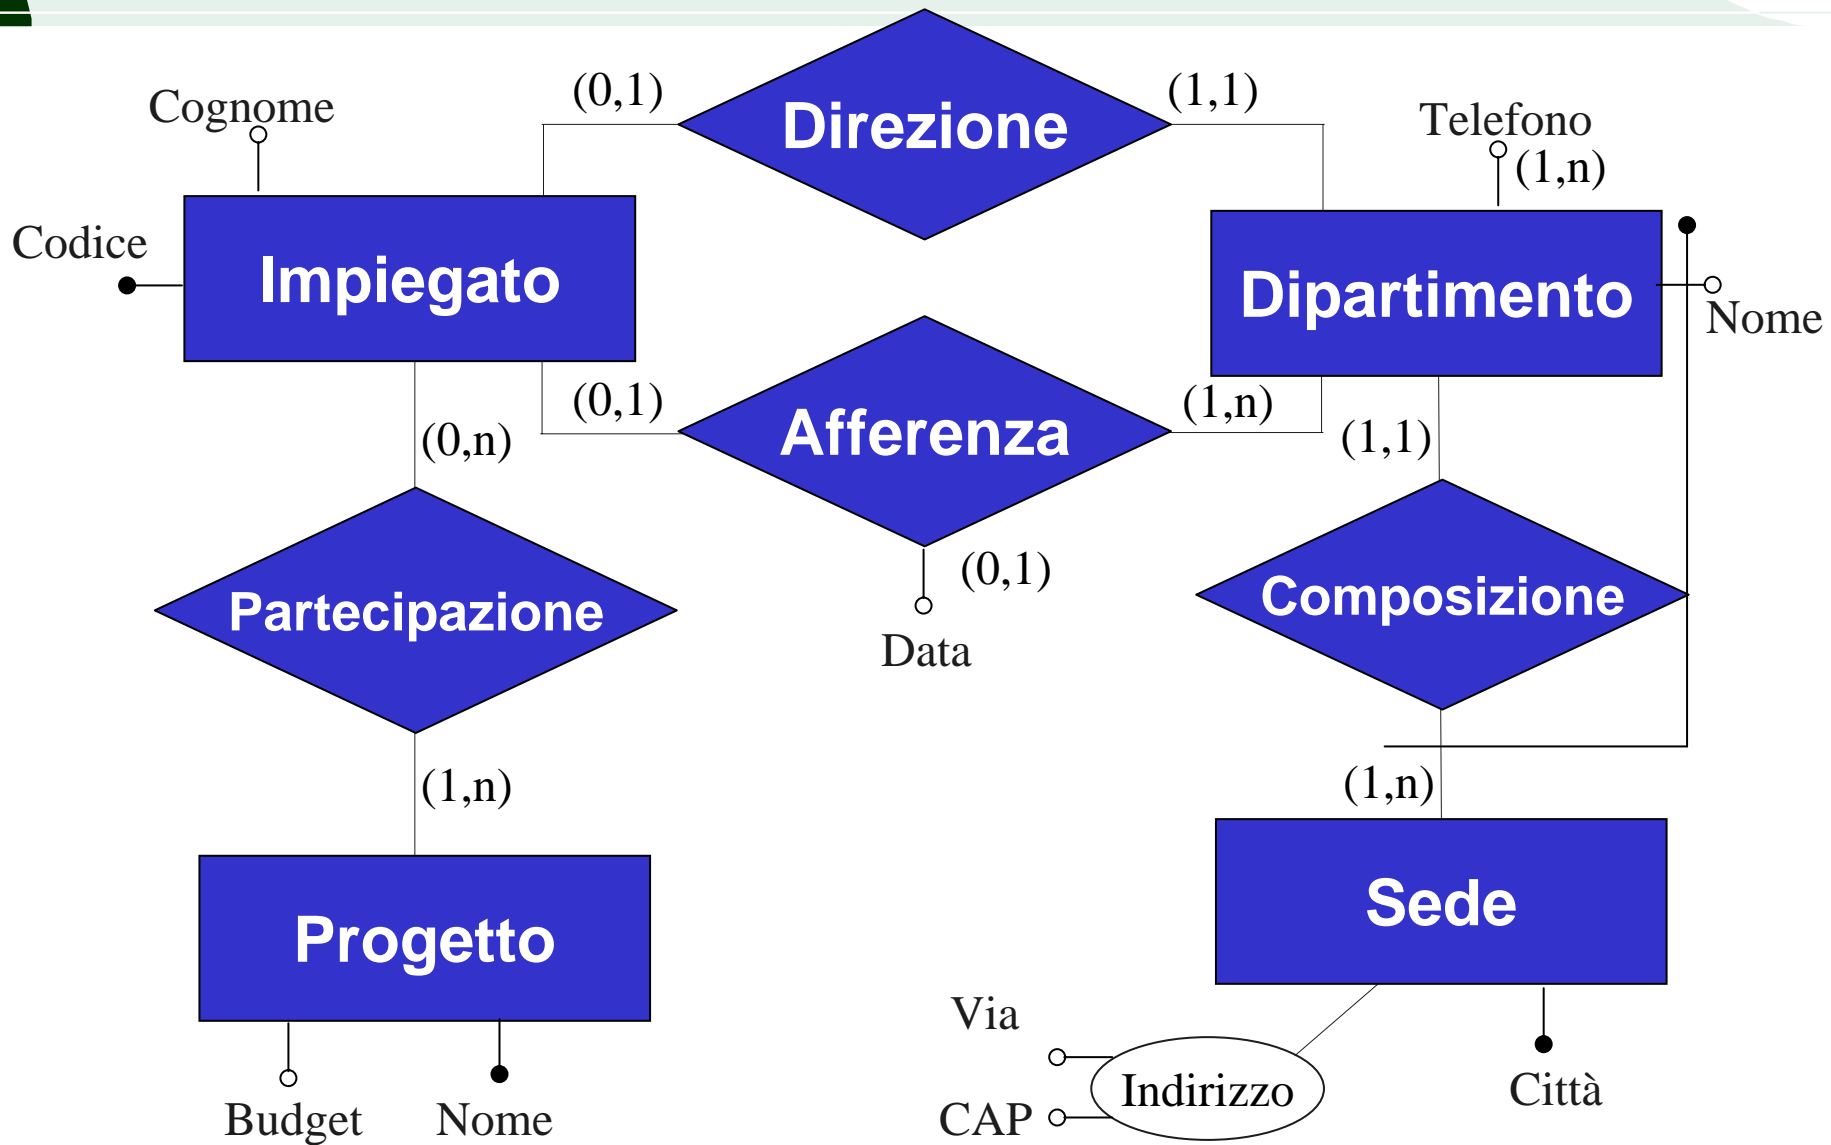 (0,1)
Direzione
(1,1)
Cognome
Telefono
(1,n)
Codice
Impiegato
Dipartimento
Nome
(0,1)
Afferenza
(1,n)
(0,n)
(1,1)
(0,1)
Data
Partecipazione
Composizione
(1,n)
(1,n)
Progetto
Sede
Via
Indirizzo
CAP
Città
Budget
Nome